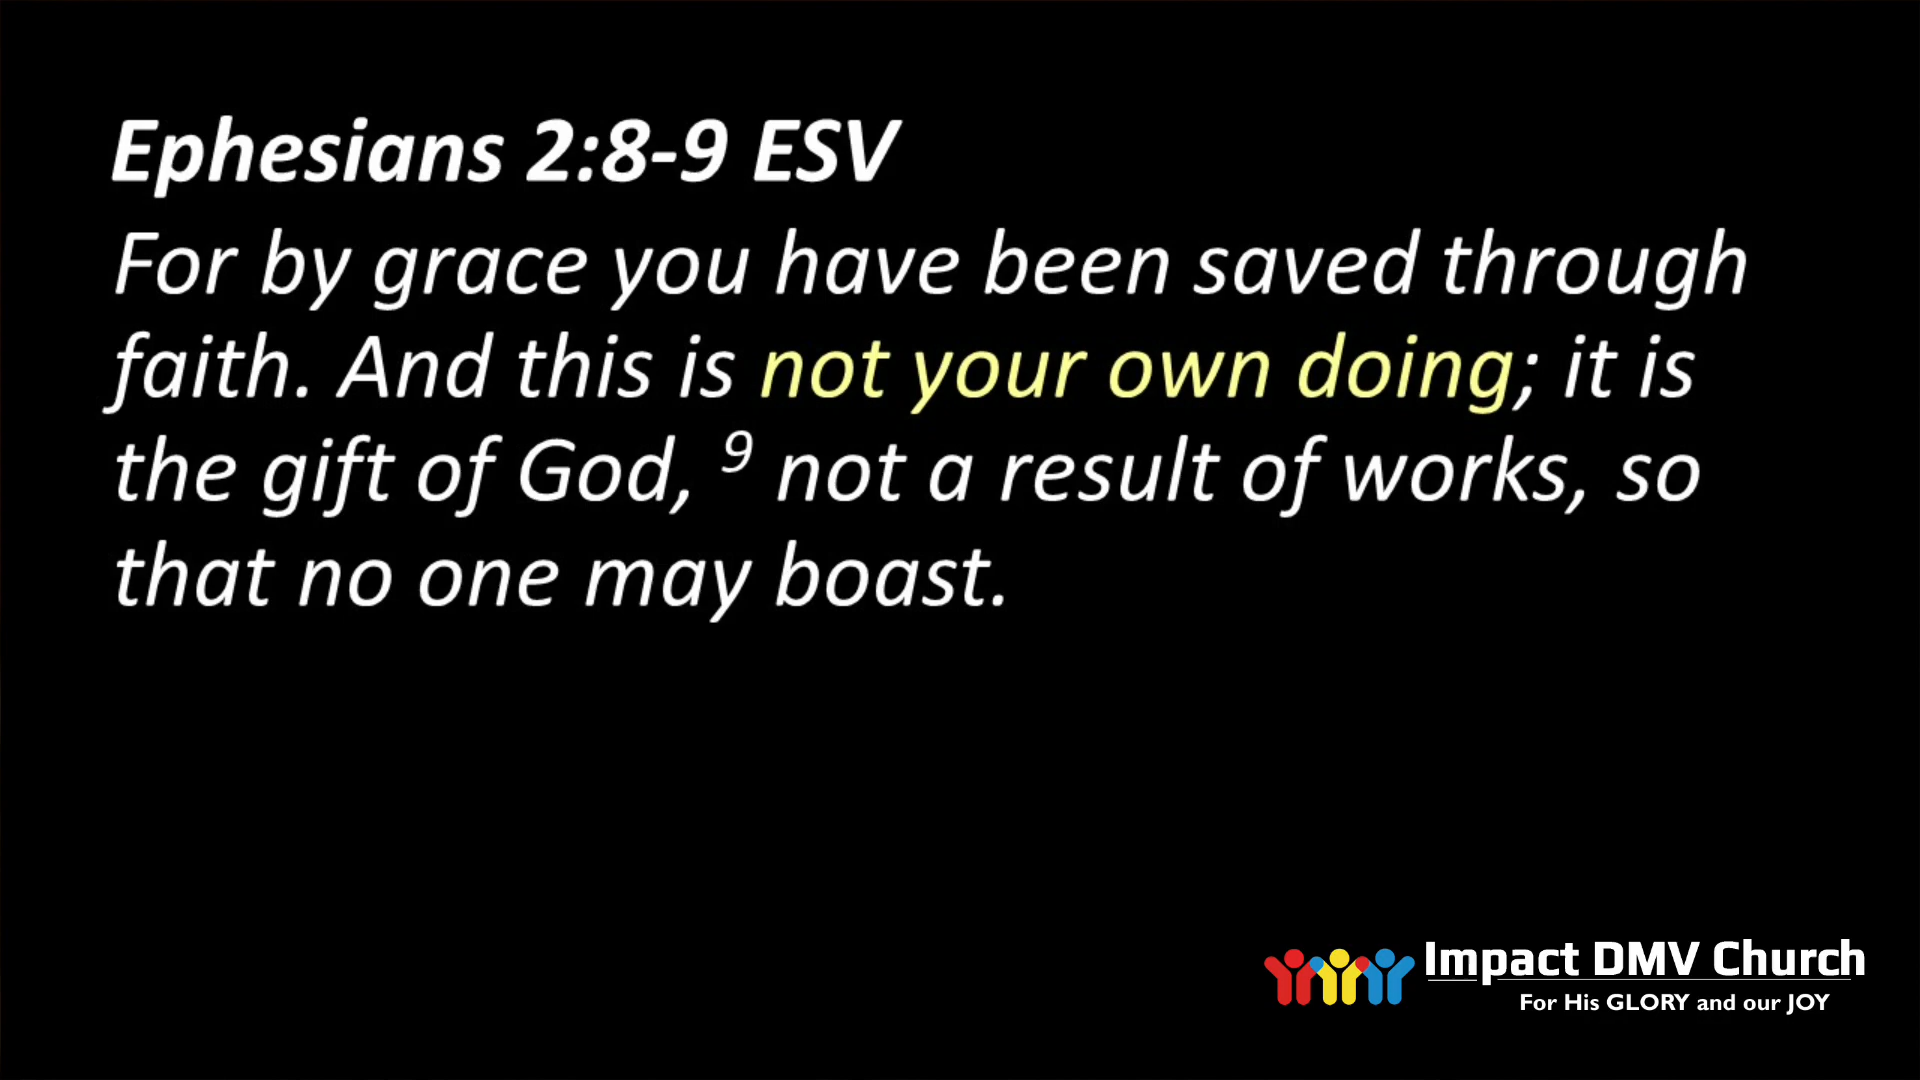 Ephesians 2:8-9 ESV
For by grace you have been saved through
faith. And this is not your own doing; it is
the gift of God, 9 not a result of works, so
that no one may boast.
Impact DMV Church
For His GLORY and our JOY